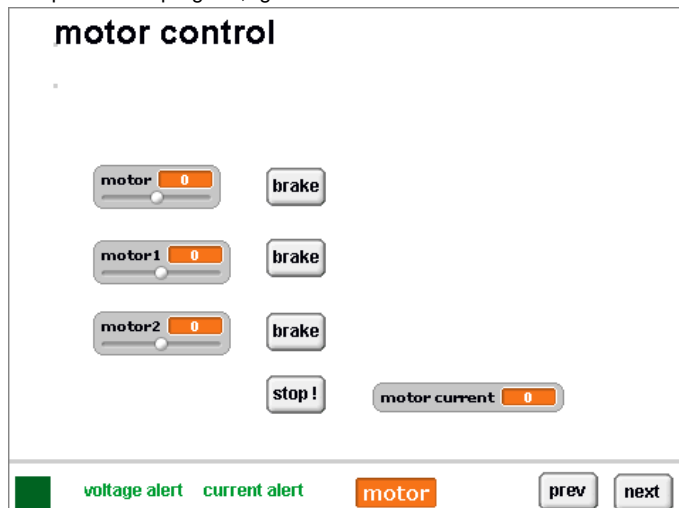 motor control
motor 0 brake
motor1 0 brake
motor2 0 brake
stop! motor current 0
voltage alert current alert motor prev next